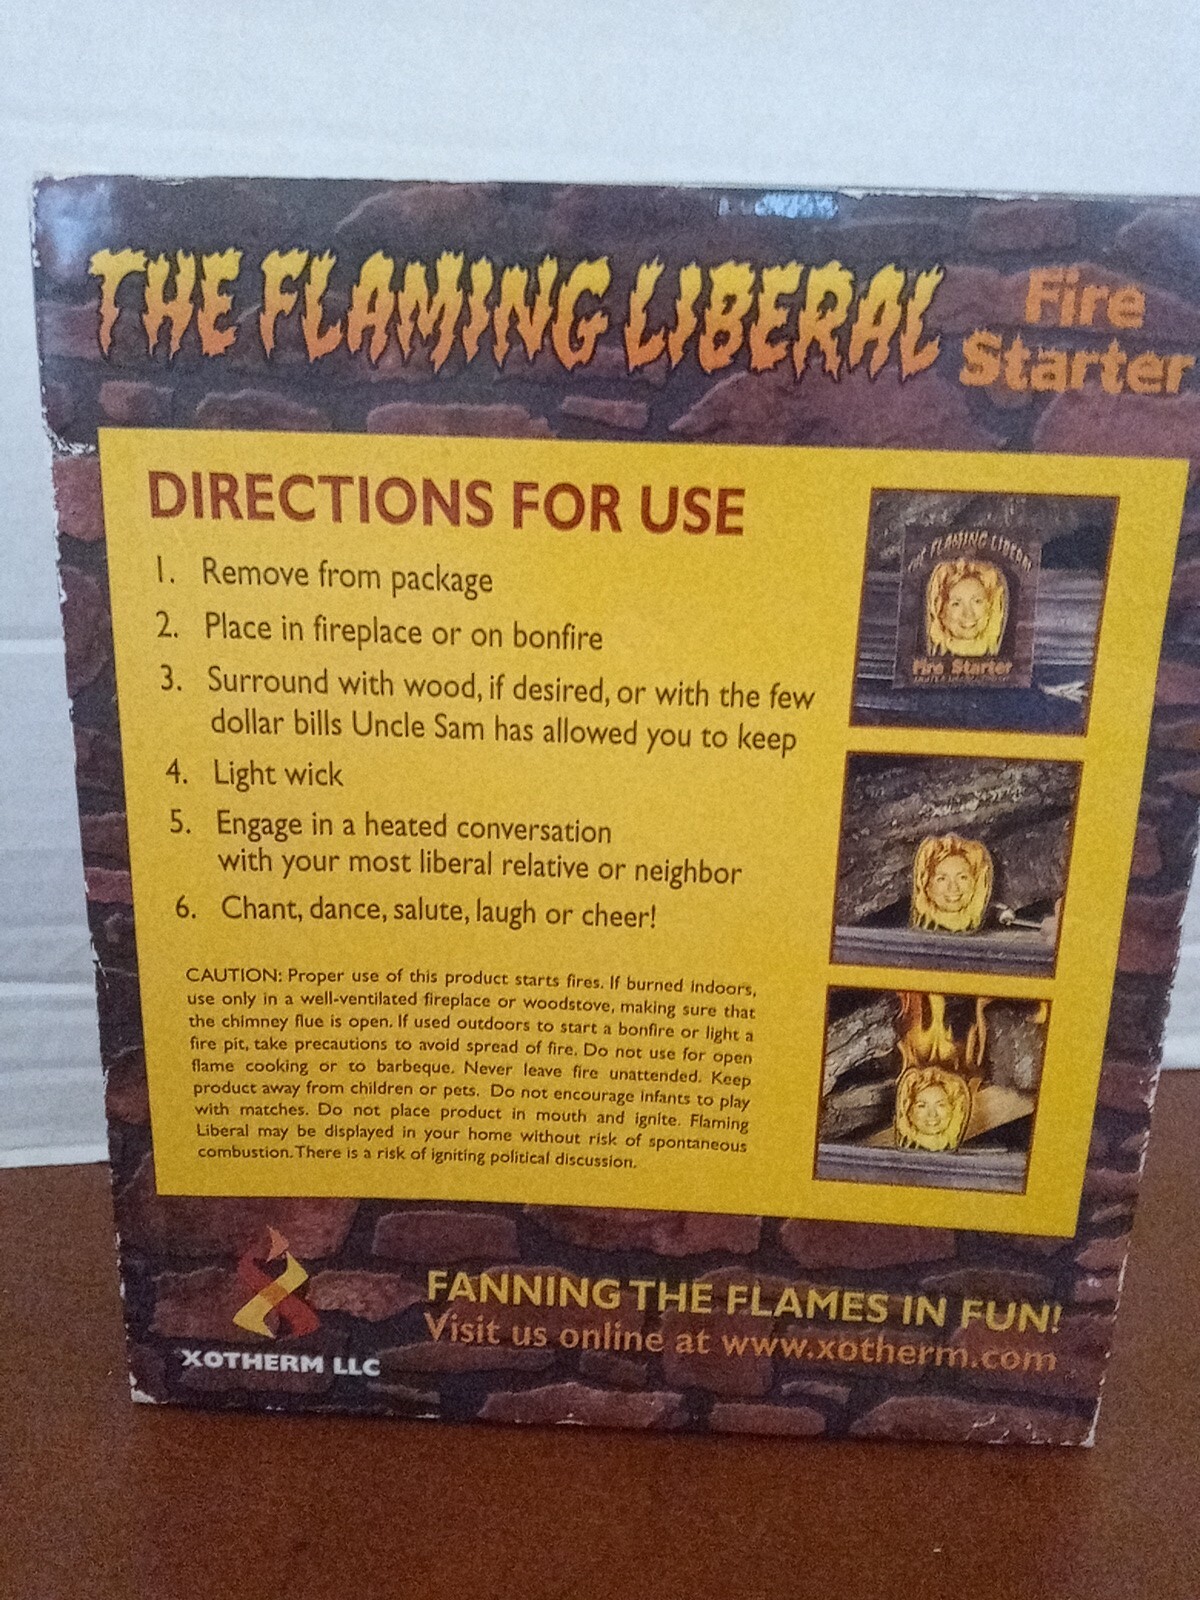 THE FLAMING LIBERAL
Fire
Starter
DIRECTIONS FOR USE
1. Remove from package
2. Place in fireplace or on bonfire
3. Surround with wood, if desired, or with the few
dollar bills Uncle Sam has allowed you to keep
4. Light wick
5. Engage in a heated conversation
with your most liberal relative or neighbor
6. Chant, dance, salute, laugh or cheer!
CAUTION: Proper use of this product starts fires. If burned indoors,
use only in a well-ventilated fireplace or woodstove, making sure that
the chimney flue is open. If used outdoors to start a bonfire or light a
fire pit, take precautions to avoid spread of fire. Do not use for open
flame cooking or to barbeque. Never leave fire unattended. Keep
product away from children or pets. Do not encourage infants to play
with matches. Do not place product in mouth and ignite. Flaming
Liberal may be displayed in your home without risk of spontaneous
combustion. There is a risk of igniting political discussion.
THE FLAMING LIBERAL
Fire Starter
XOTHERM LLC
FANNING THE FLAMES IN FUN!
Visit us online at www.xotherm.com